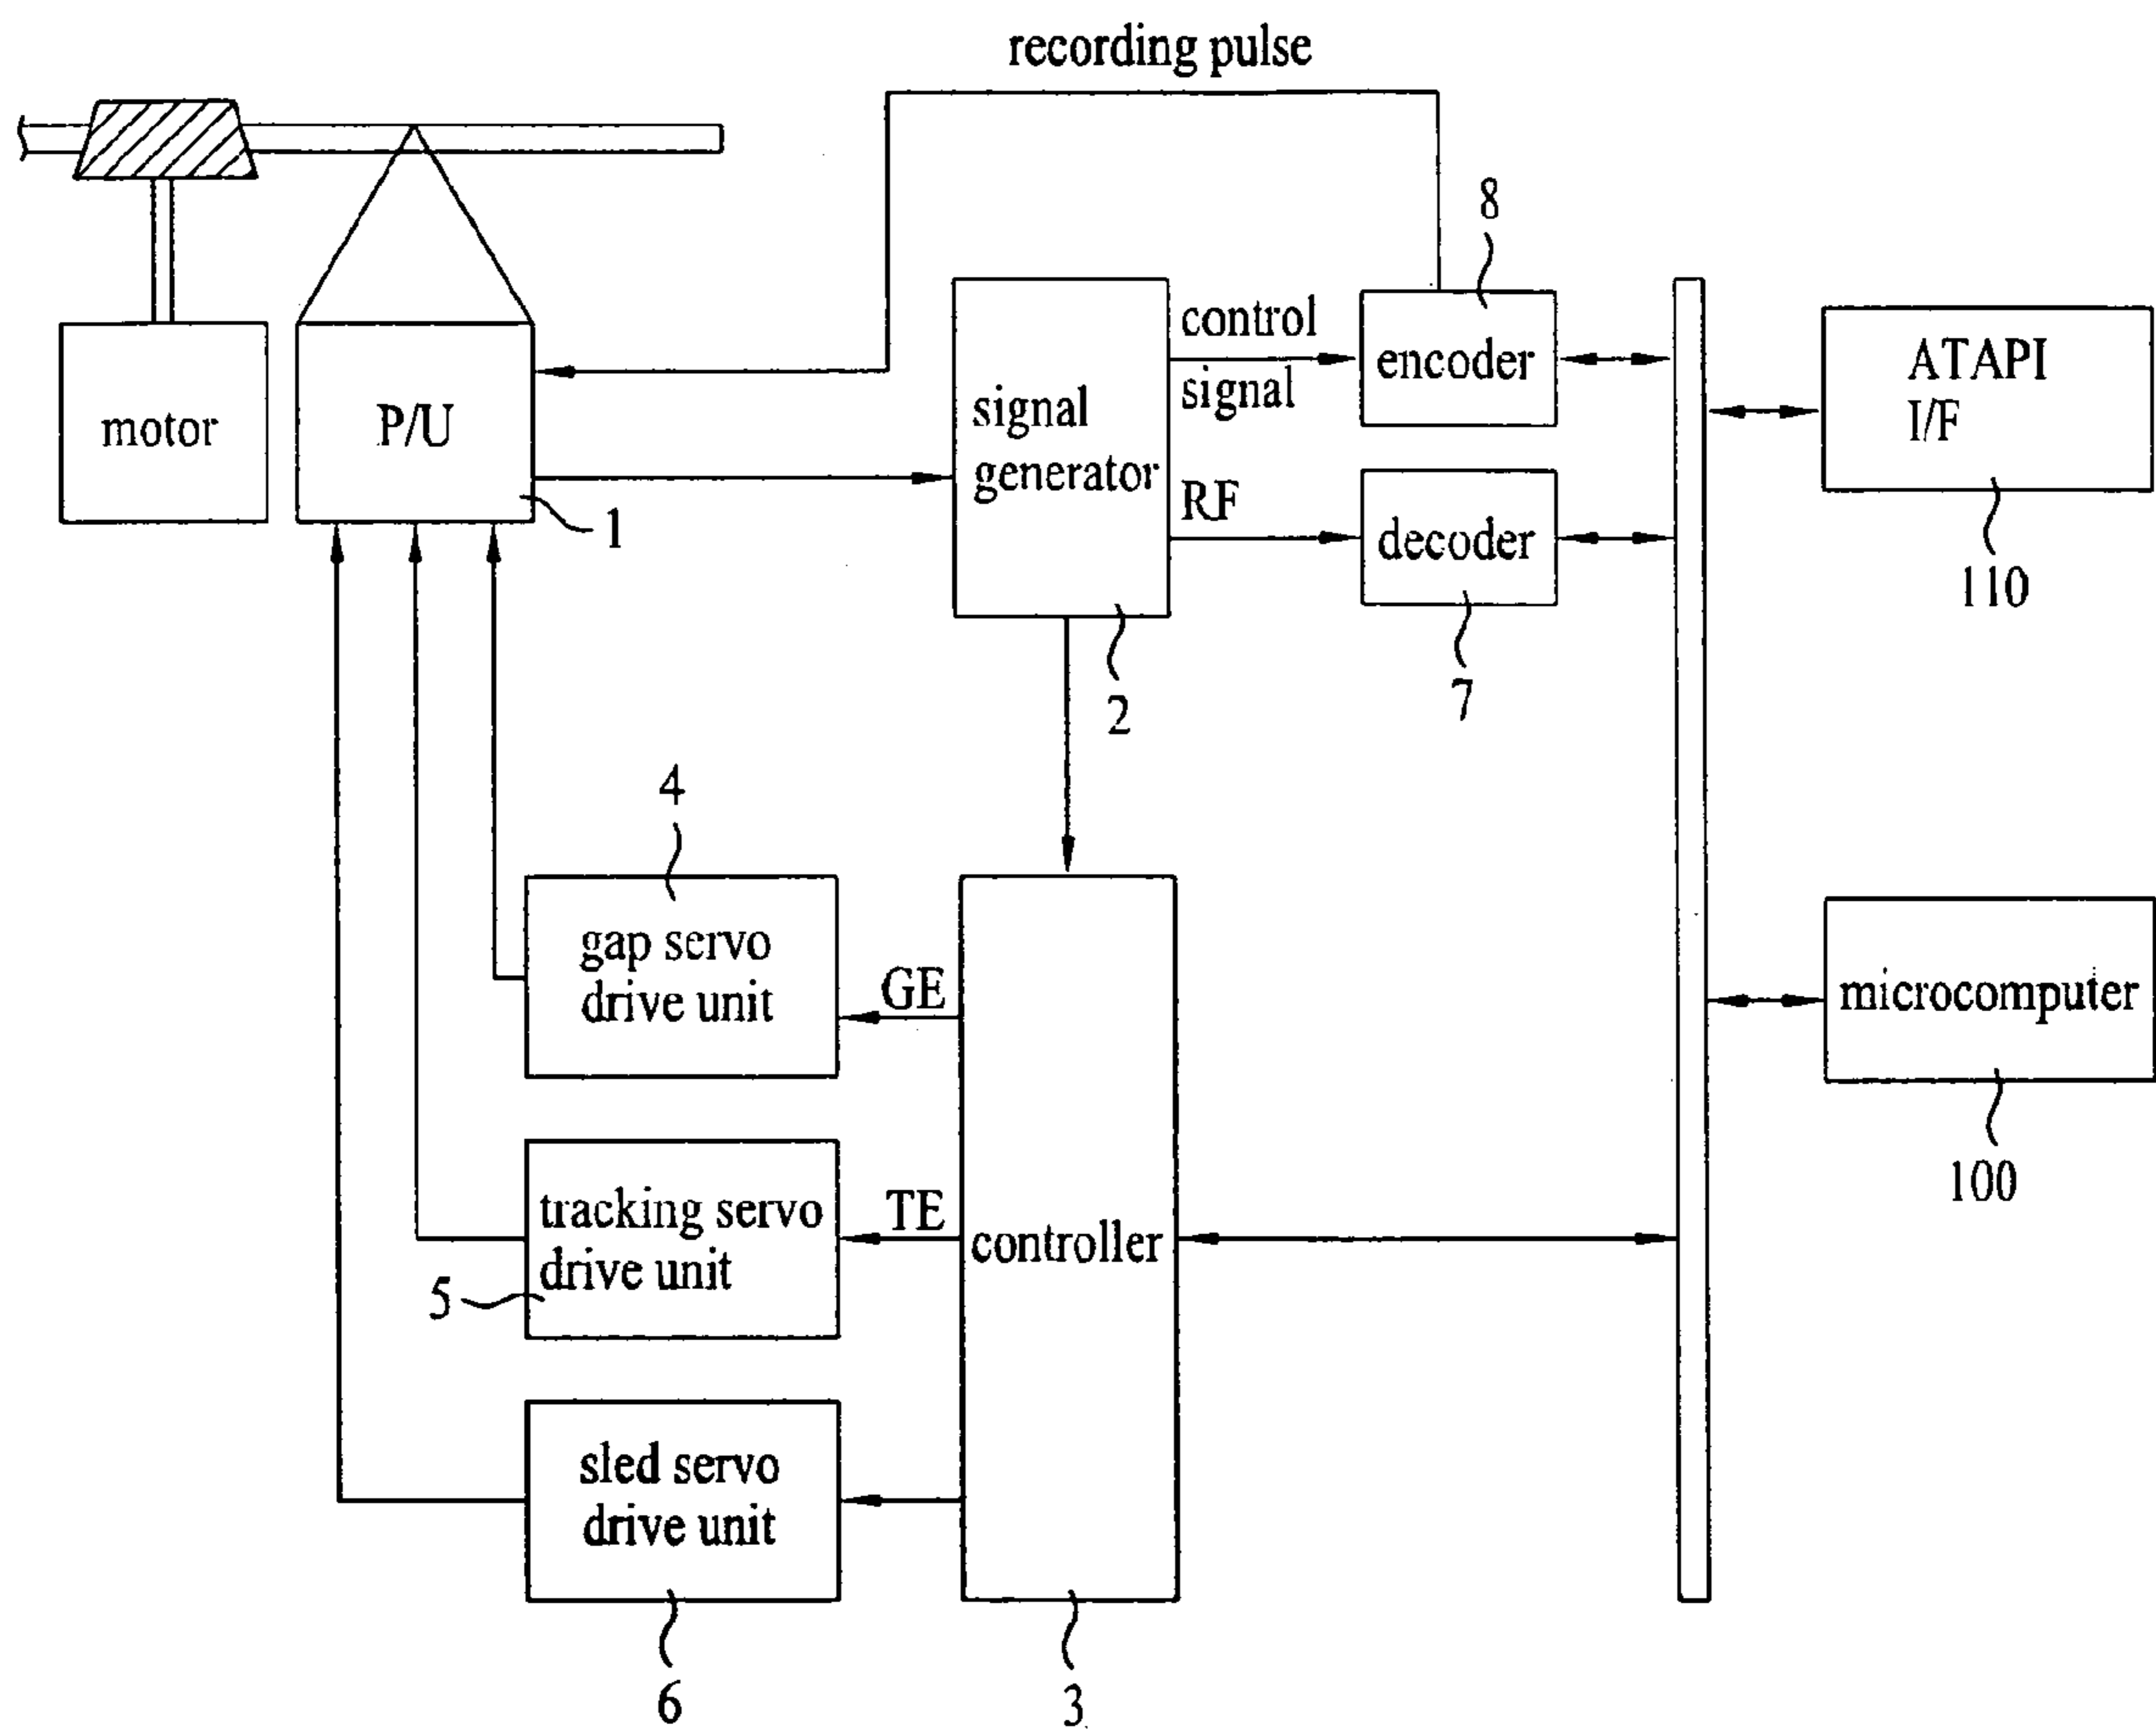 recording pulse
8
control
signal
encoder
ATAPI
I/F
motor
P/U
signal
generator
RF
decoder
1
110
2
7
4
gap servo
drive unit
GE
microcomputer
100
tracking servo
drive unit
TE
controller
5
sled servo
drive unit
6
3